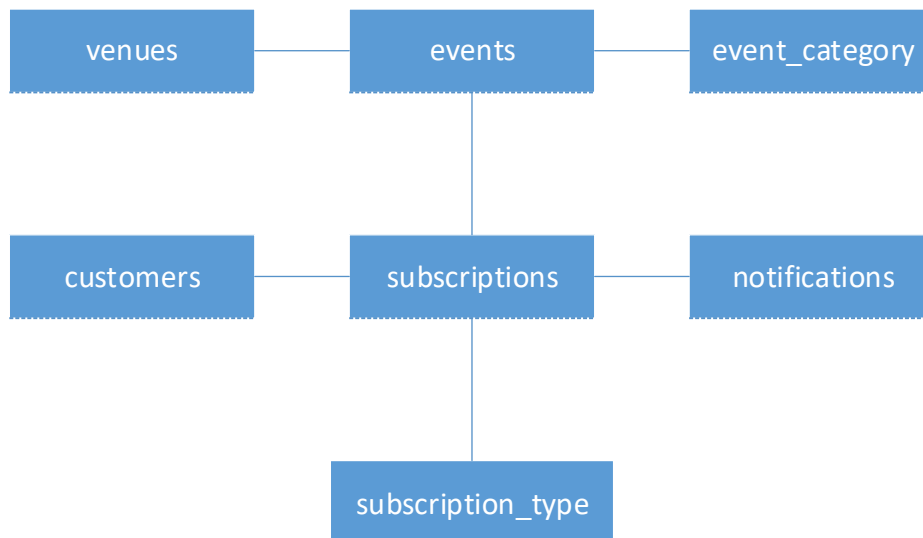 venues
events
event_category
customers
subscriptions
notifications
subscription_type